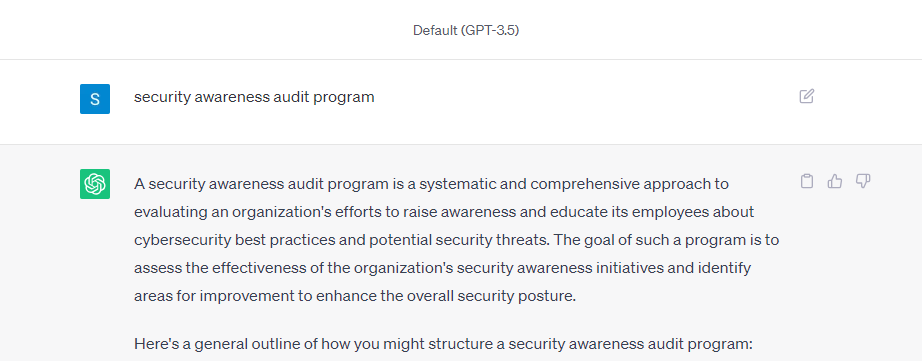 Default (GPT-3.5)
S
security awareness audit program
A security awareness audit program is a systematic and comprehensive approach to
evaluating an organization's efforts to raise awareness and educate its employees about
cybersecurity best practices and potential security threats. The goal of such a program is to
assess the effectiveness of the organization's security awareness initiatives and identify
areas for improvement to enhance the overall security posture.
Here's a general outline of how you might structure a security awareness audit program: